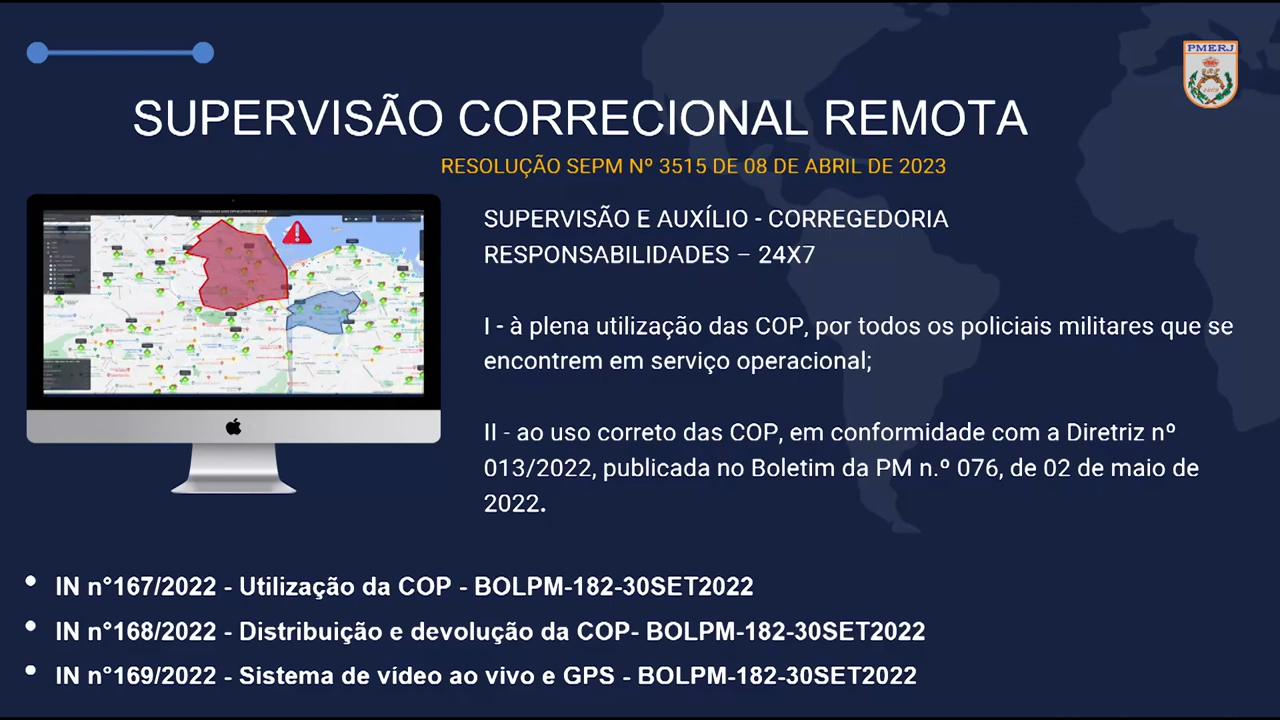 PMERJ
SUPERVISÃO CORRECIONAL REMOTA
RESOLUÇÃO SEPM Nº 3515 DE 08 DE ABRIL DE 2023
SUPERVISÃO E AUXÍLIO - CORREGEDORIA
RESPONSABILIDADES – 24X7
I - à plena utilização das COP, por todos os policiais militares que se
encontrem em serviço operacional;
II - ao uso correto das COP, em conformidade com a Diretriz nº
013/2022, publicada no Boletim da PM n.º 076, de 02 de maio de
2022.
• IN n°167/2022 - Utilização da COP - BOLPM-182-30SET2022
• IN n°168/2022 - Distribuição e devolução da COP- BOLPM-182-30SET2022
• IN n°169/2022 - Sistema de vídeo ao vivo e GPS - BOLPM-182-30SET2022